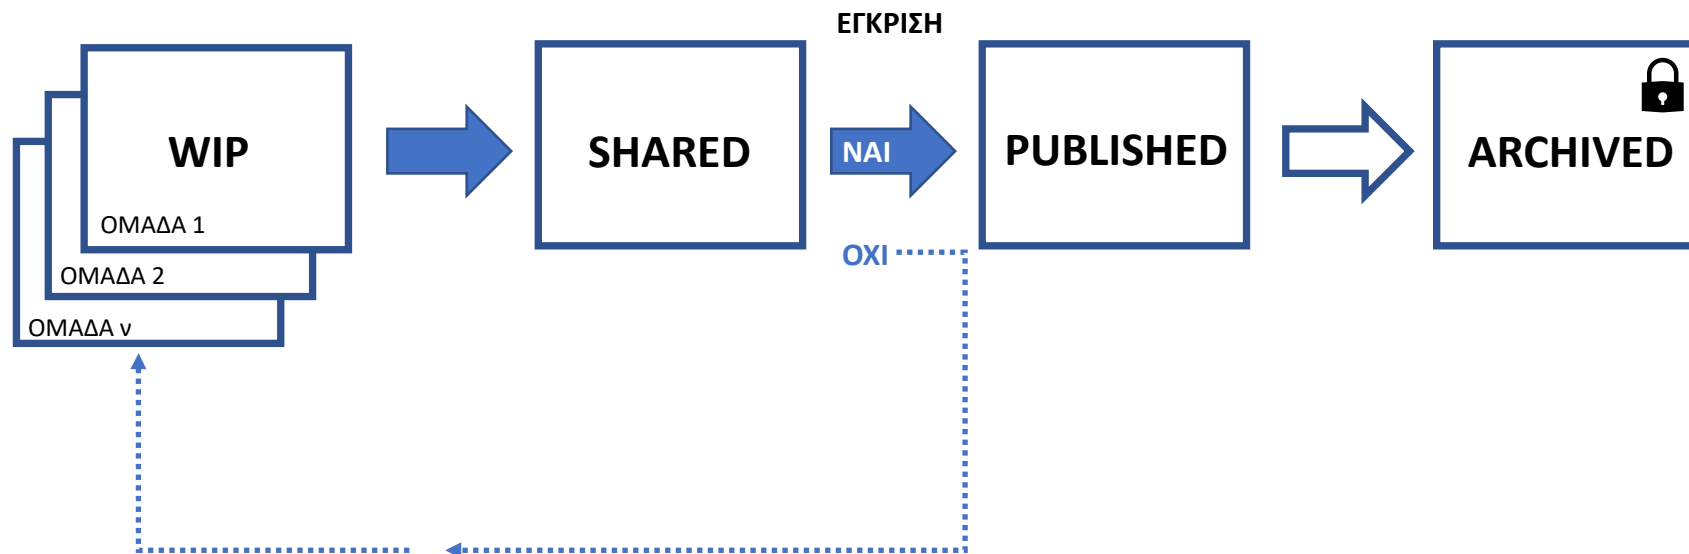 ΕΓΚΡΙΣΗ
WIP
ΟΜΑΔΑ 1
ΟΜΑΔΑ 2
ΟΜΑΔΑ ν
SHARED
ΝΑΙ
ΟΧΙ
PUBLISHED
ARCHIVED